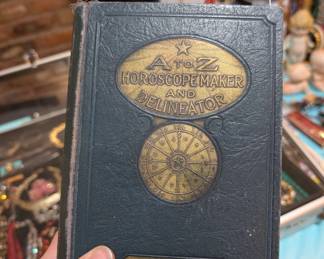 A TO Z
HOROSCOPE MAKER
AND
DELINEATOR